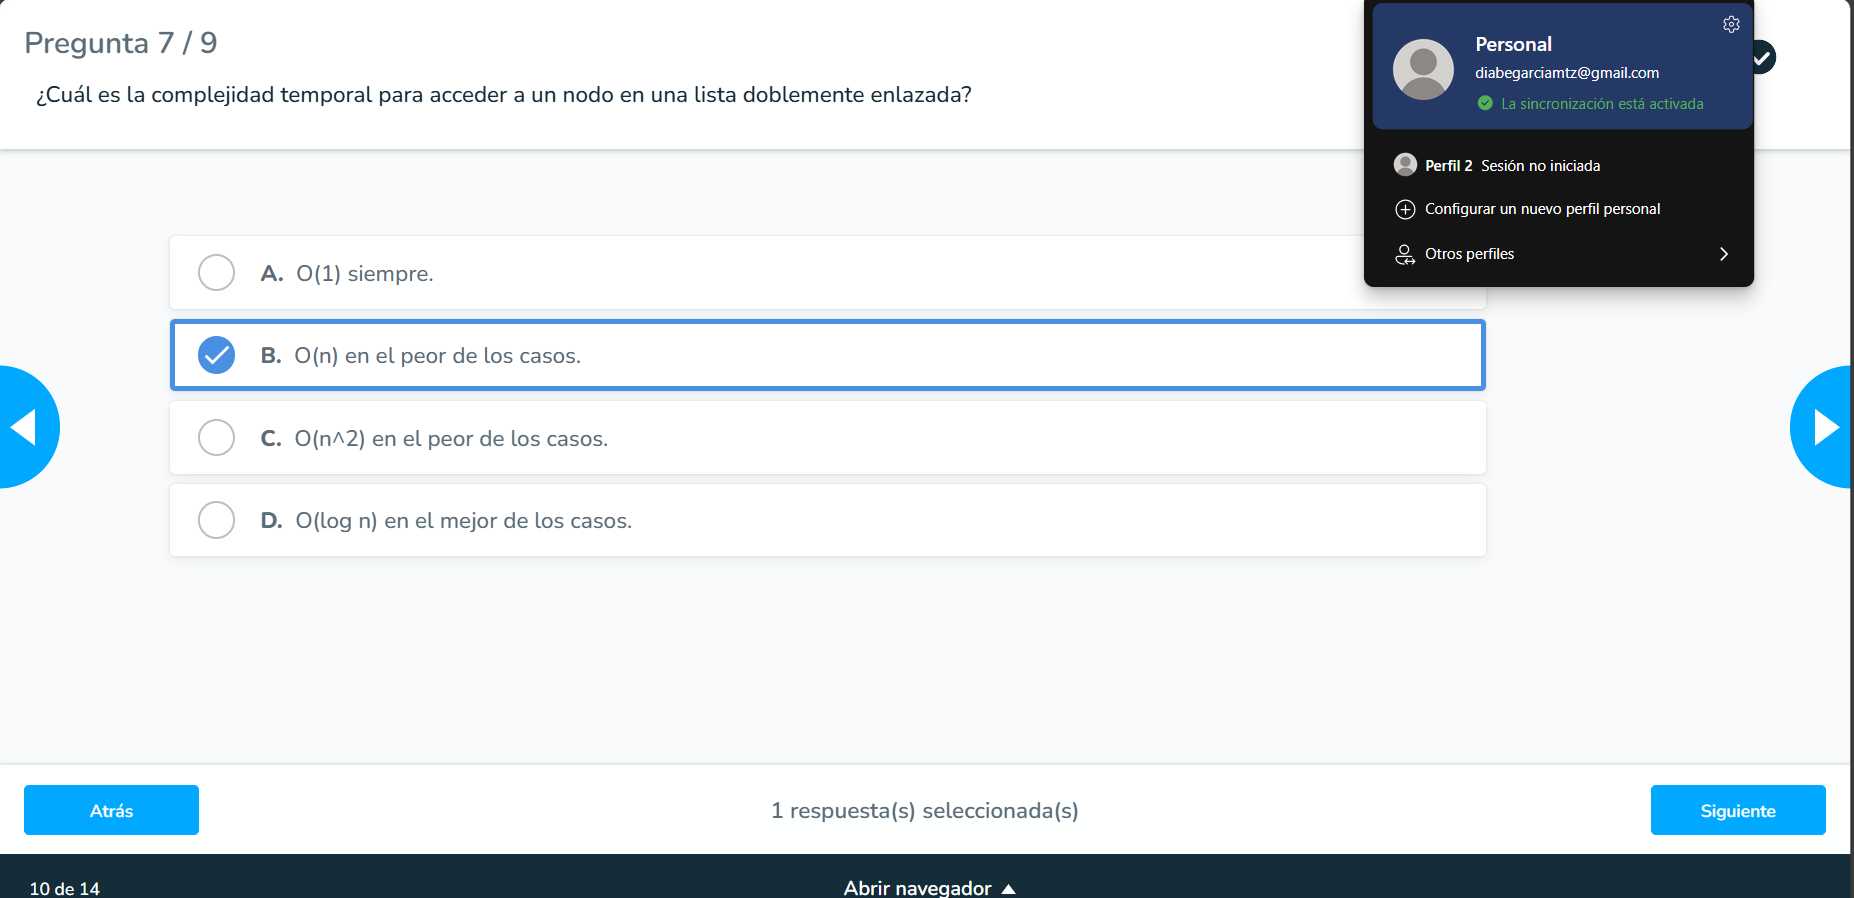 Pregunta 7 / 9
¿Cuál es la complejidad temporal para acceder a un nodo en una lista doblemente enlazada?
Personal
diabegarciamtz@gmail.com
La sincronización está activada
Perfil 2 Sesión no iniciada
Configurar un nuevo perfil personal
Otros perfiles
A. O(1) siempre.
B. O(n) en el peor de los casos.
C. O(n^2) en el peor de los casos.
D. O(log n) en el mejor de los casos.
Atrás
1 respuesta(s) seleccionada(s)
Siguiente
10 de 14
Abrir navegador